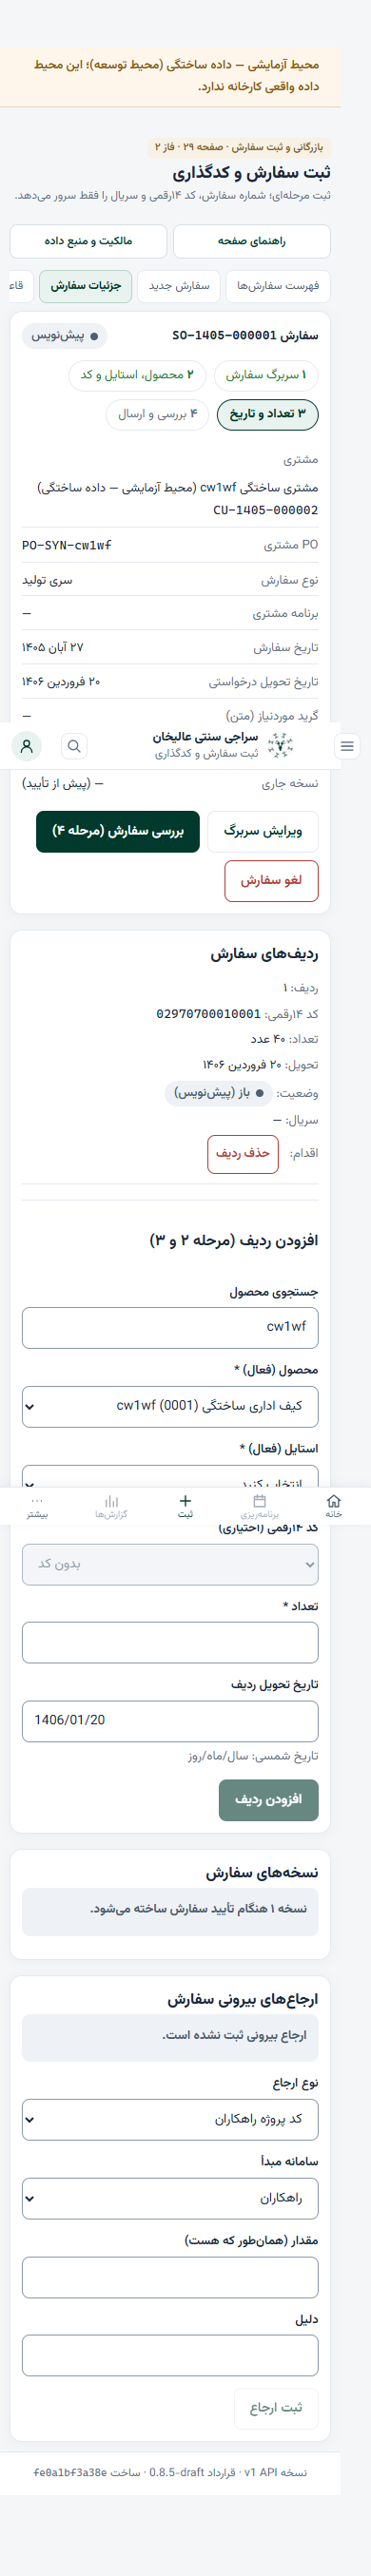 محیط آزمایشی — داده ساختگی (محیط توسعه)؛ این محیط
داده واقعی کارخانه ندارد.
بازرگانی و ثبت سفارش · صفحه ۲۹ · فاز ۲
ثبت سفارش و کدگذاری
ثبت مرحله‌ای؛ شماره سفارش، کد ۱۴رقمی و سریال را فقط سرور می‌دهد.
راهنمای صفحه
مالکیت و منبع داده
فهرست سفارش‌ها
سفارش جدید
جزئیات سفارش
سفارش SO-1405-000001
پیش‌نویس
۱ سربرگ سفارش
۲ محصول، استایل و کد
۳ تعداد و تاریخ
۴ بررسی و ارسال
مشتری
مشتری ساختگی cw1wf (محیط آزمایشی — داده ساختگی)
CU-1405-000002
PO مشتری
PO-SYN-cw1wf
نوع سفارش
سری تولید
برنامه مشتری
—
تاریخ سفارش
۲۷ آبان ۱۴۰۵
تاریخ تحویل درخواستی
۲۰ فروردین ۱۴۰۶
گرید موردنیاز (متن)
—
سراجی سنتی عالیخان
ثبت سفارش و کدگذاری
نسخه جاری
— (پیش از تأیید)
ویرایش سربرگ
بررسی سفارش (مرحله ۴)
لغو سفارش
ردیف‌های سفارش
ردیف: ۱
کد ۱۴رقمی: 02970700010001
تعداد: ۴۰ عدد
تحویل: ۲۰ فروردین ۱۴۰۶
وضعیت: باز (پیش‌نویس)
سریال: —
اقدام: حذف ردیف
افزودن ردیف (مرحله ۲ و ۳)
جستجوی محصول
cw1wf
محصول (فعال) *
کیف اداری ساختگی cw1wf (0001)
استایل (فعال) *
انتخاب کنید
خانه
برنامه‌ریزی
ثبت
گزارش‌ها
بیشتر
کد ۱۴رقمی (اختیاری)
بدون کد
تعداد *
تاریخ تحویل ردیف
1406/01/20
تاریخ شمسی: سال/ماه/روز
افزودن ردیف
نسخه‌های سفارش
نسخه ۱ هنگام تأیید سفارش ساخته می‌شود.
ارجاع‌های بیرونی سفارش
ارجاع بیرونی ثبت نشده است.
نوع ارجاع
کد پروژه راهکاران
سامانه مبدأ
راهکاران
مقدار (همان‌طور که هست)
دلیل
ثبت ارجاع
نسخه API v1 · قرارداد 0.8.5-draft · ساخت fe0a1bf3a38e